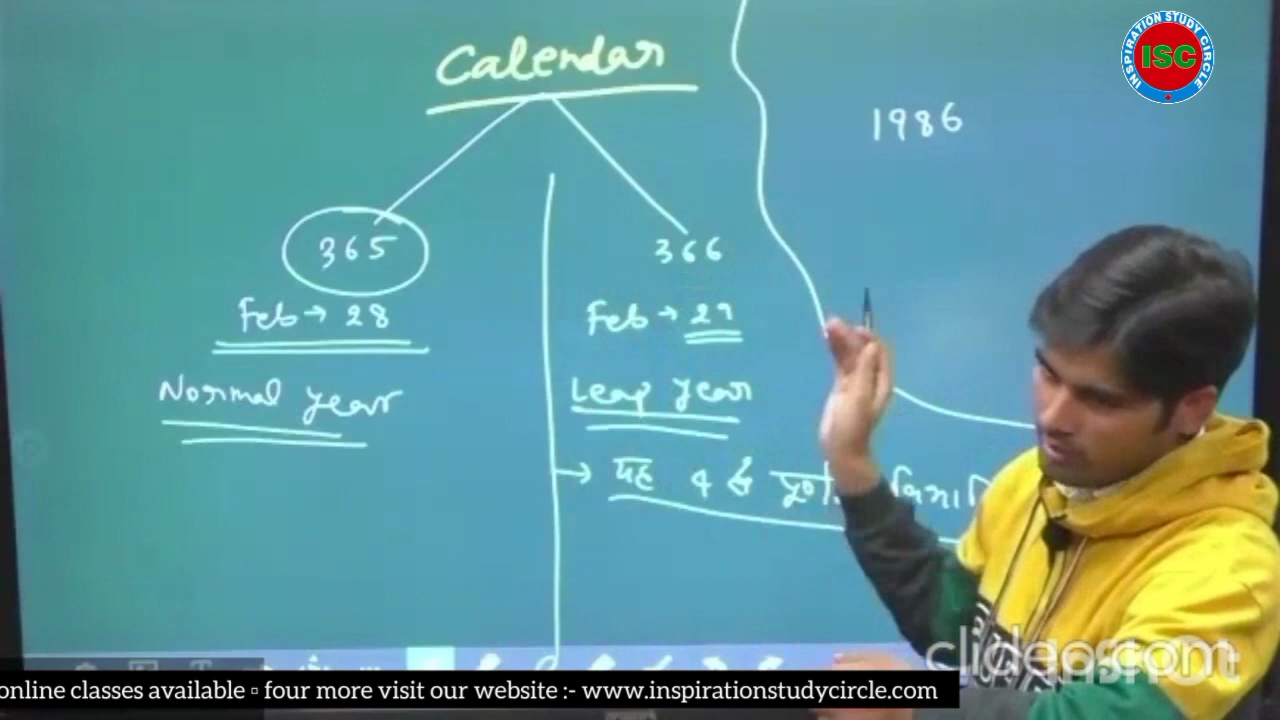 Calendar
1986
365
366
Feb → 28
Feb → 29
Normal year
Leap year
→ यह 4 से
INSPIRATION STUDY CIRCLE
ISC
online classes available ▫ four more visit our website :- www.inspirationstudycircle.com